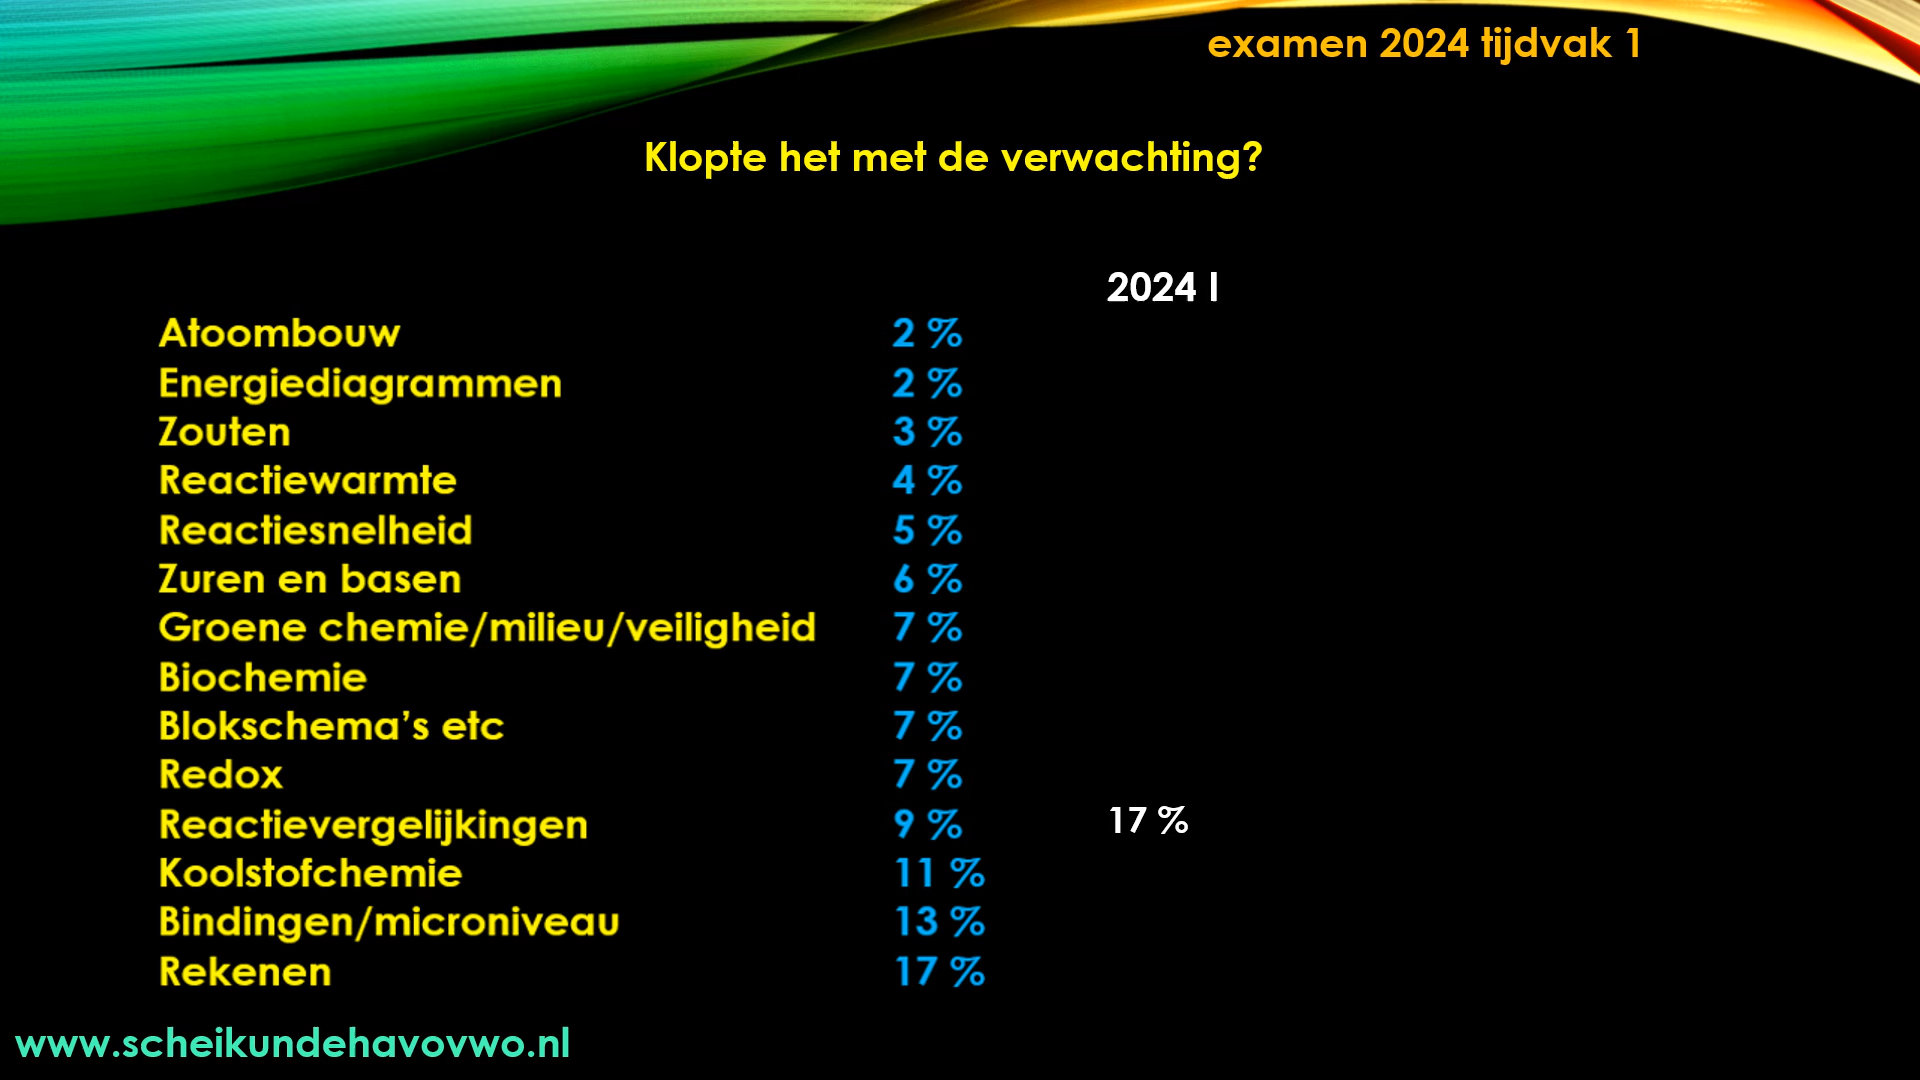 examen 2024 tijdvak 1
Klopte het met de verwachting?
2024 I
Atoombouw 2 %
Energiediagrammen 2 %
Zouten 3 %
Reactiewarmte 4 %
Reactiesnelheid 5 %
Zuren en basen 6 %
Groene chemie/milieu/veiligheid 7 %
Biochemie 7 %
Blokschema's etc 7 %
Redox 7 %
Reactievergelijkingen 9 % 17 %
Koolstofchemie 11 %
Bindingen/microniveau 13 %
Rekenen 17 %
www.scheikundehavovwo.nl